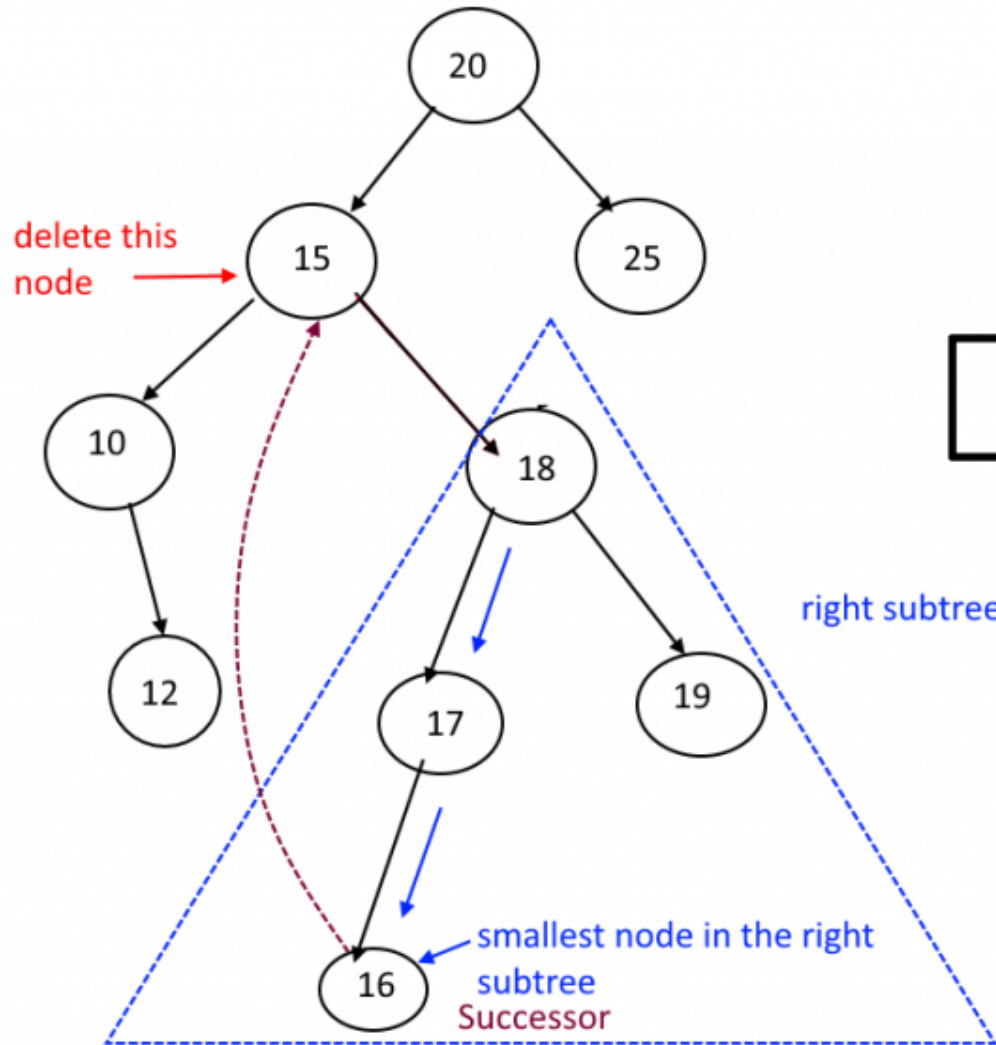 20
delete this
node
15
25
10
18
right subtree
12
17
19
smallest node in the right
subtree
16
Successor